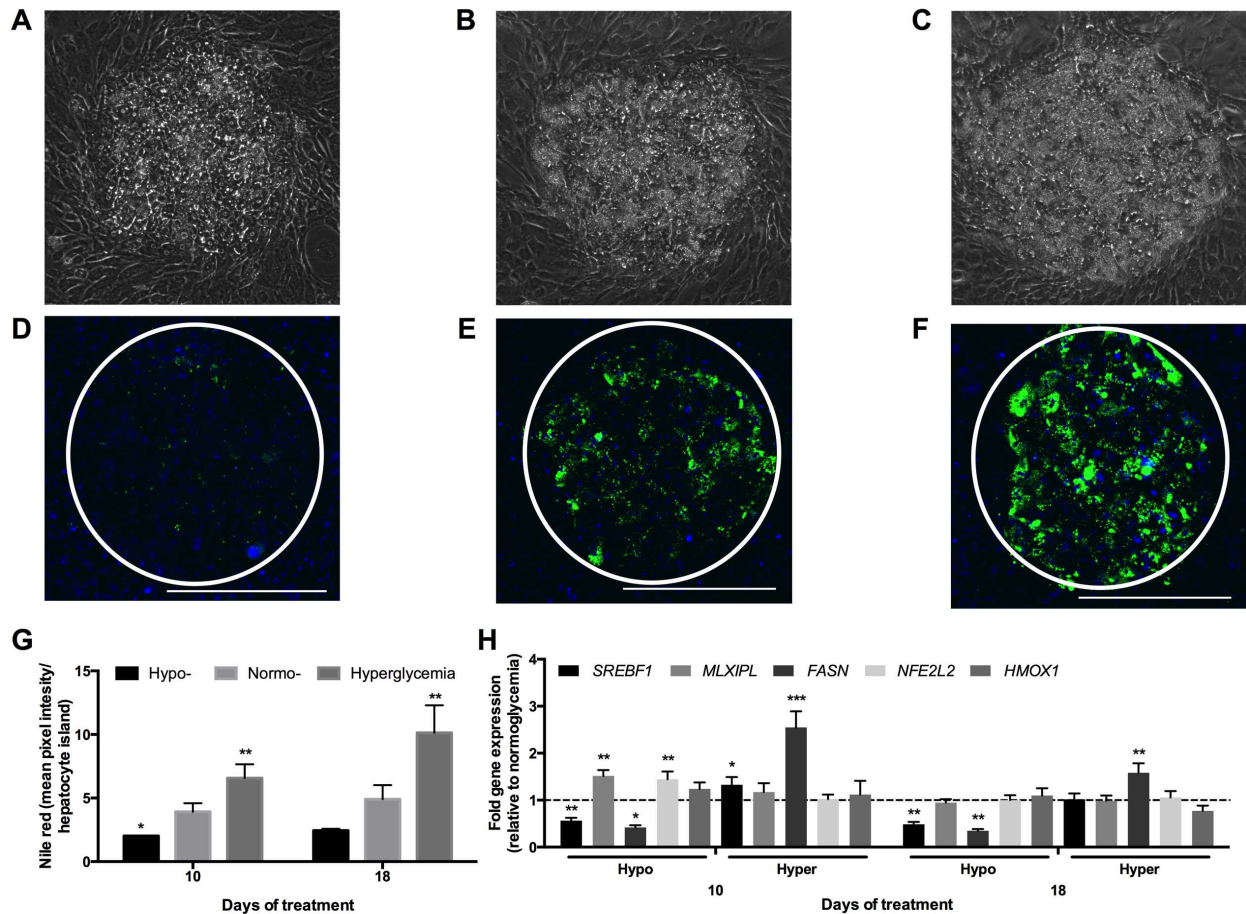 A
B
C
D
E
F
G
Hypo-
Normo-
Hyperglycemia
Nile red (mean pixel intesity/
hepatocyte island)
15
10
5
0
**
*
**
10
18
Days of treatment
H
SREBF1
MLXIPL
FASN
NFE2L2
HMOX1
Fold gene expression
(relative to normoglycemia)
4
3
2
1
0
**
**
*
**
*
***
**
**
**
Hypo
Hyper
Hypo
Hyper
10
18
Days of treatment